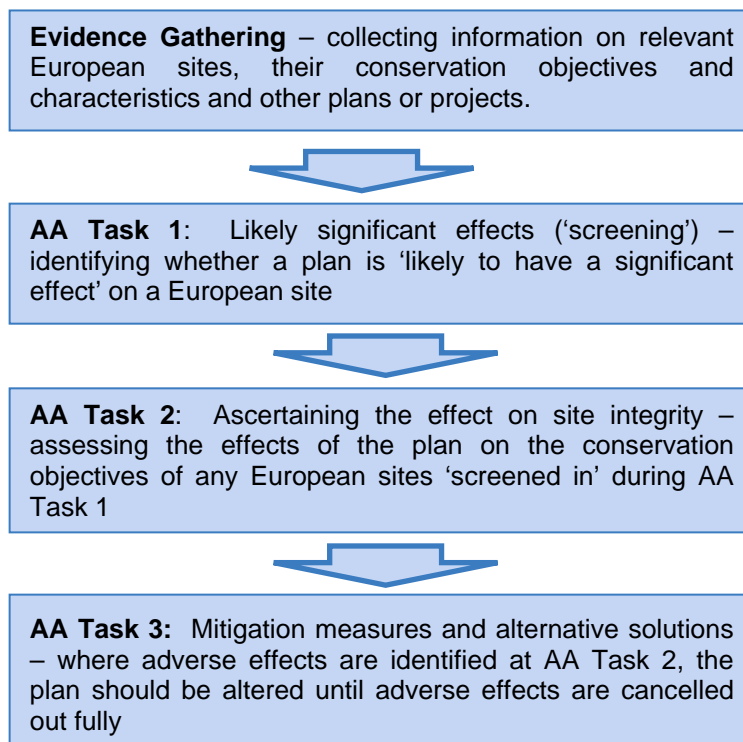 Evidence Gathering – collecting information on relevant
European sites, their conservation objectives and
characteristics and other plans or projects.
AA Task 1: Likely significant effects (‘screening’) –
identifying whether a plan is ‘likely to have a significant
effect’ on a European site
AA Task 2: Ascertaining the effect on site integrity –
assessing the effects of the plan on the conservation
objectives of any European sites ‘screened in’ during AA
Task 1
AA Task 3: Mitigation measures and alternative solutions
– where adverse effects are identified at AA Task 2, the
plan should be altered until adverse effects are cancelled
out fully